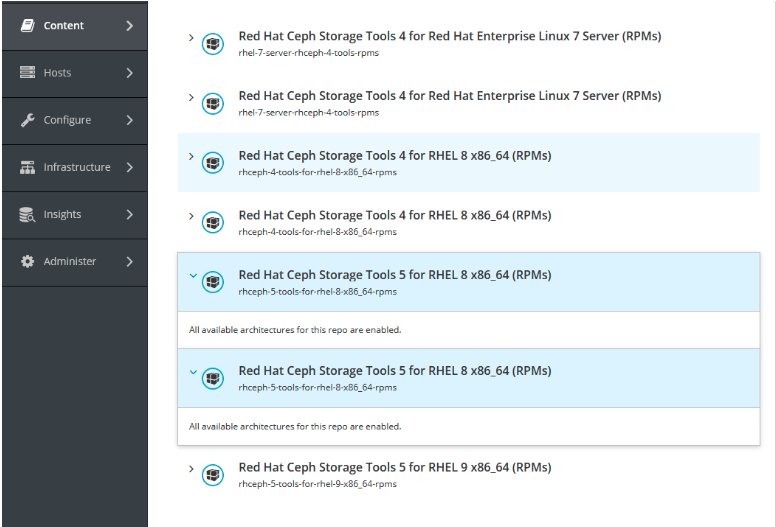 Content
Hosts
Configure
Infrastructure
Insights
Administer
Red Hat Ceph Storage Tools 4 for Red Hat Enterprise Linux 7 Server (RPMs)
rhel-7-server-rhceph-4-tools-rpms
Red Hat Ceph Storage Tools 4 for Red Hat Enterprise Linux 7 Server (RPMs)
rhel-7-server-rhceph-4-tools-rpms
Red Hat Ceph Storage Tools 4 for RHEL 8 x86_64 (RPMs)
rhceph-4-tools-for-rhel-8-x86_64-rpms
Red Hat Ceph Storage Tools 4 for RHEL 8 x86_64 (RPMs)
rhceph-4-tools-for-rhel-8-x86_64-rpms
Red Hat Ceph Storage Tools 5 for RHEL 8 x86_64 (RPMs)
rhceph-5-tools-for-rhel-8-x86_64-rpms
All available architectures for this repo are enabled.
Red Hat Ceph Storage Tools 5 for RHEL 8 x86_64 (RPMs)
rhceph-5-tools-for-rhel-8-x86_64-rpms
All available architectures for this repo are enabled.
Red Hat Ceph Storage Tools 5 for RHEL 9 x86_64 (RPMs)
rhceph-5-tools-for-rhel-9-x86_64-rpms